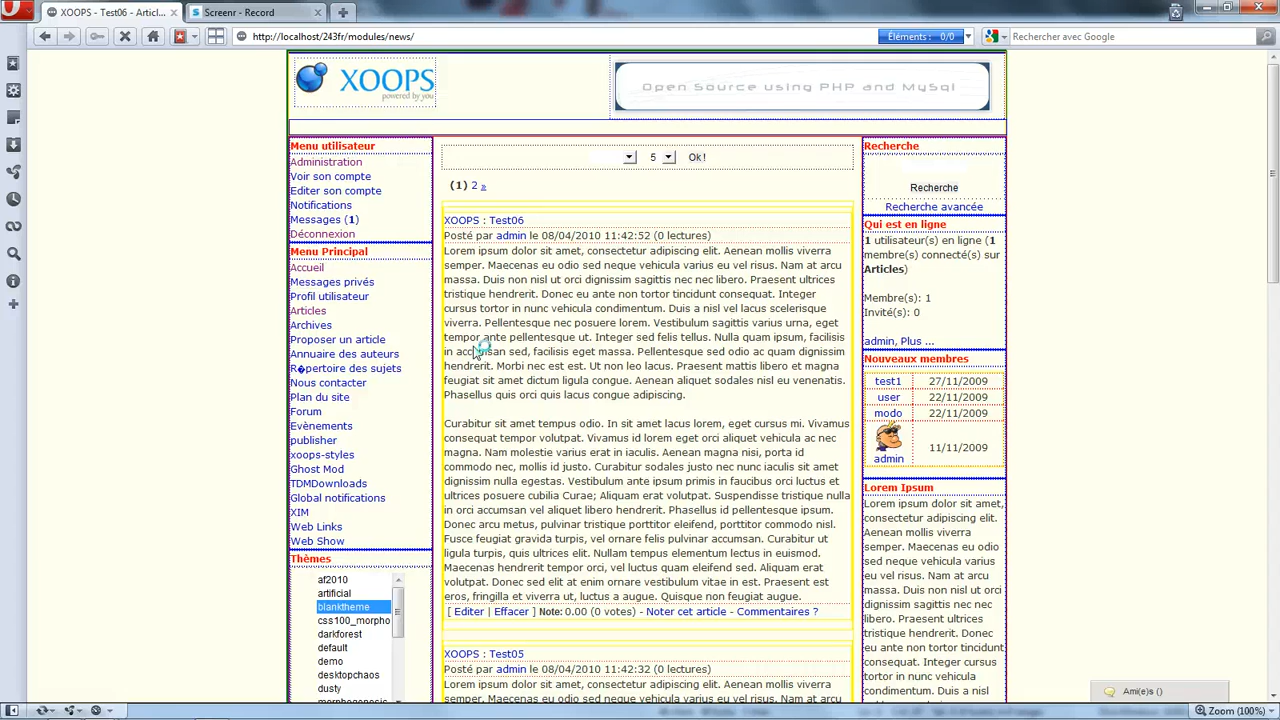 XOOPS - Test06 - Articl...
Screenr - Record
http://localhost/243fr/modules/news/
Éléments : 0/0
Rechercher avec Google
XOOPS
powered by you
Open Source using PHP and MySql
Menu utilisateur
Administration
Voir son compte
Editer son compte
Notifications
Messages (1)
Déconnexion
Menu Principal
Accueil
Messages privés
Profil utilisateur
Articles
Archives
Proposer un article
Annuaire des auteurs
R�pertoire des sujets
Nous contacter
Plan du site
Forum
Evènements
publisher
xoops-styles
Ghost Mod
TDMDownloads
Global notifications
XIM
Web Links
Web Show
Thèmes
af2010
artificial
blanktheme
css100_morpho
darkforest
default
demo
desktopchaos
dusty
5 Ok!
(1) 2 »
XOOPS : Test06
Posté par admin le 08/04/2010 11:42:52 (0 lectures)
Lorem ipsum dolor sit amet, consectetur adipiscing elit. Aenean mollis viverra
semper. Maecenas eu odio sed neque vehicula varius eu vel risus. Nam at arcu
massa. Duis non nisl sagittis nec nec libero. Praesent ultrices
tristique hendrerit. Donec eu ante non tortor tincidunt consequat. Integer
cursus tortor in nunc vehicula condimentum. Duis a nisl vel lacus scelerisque
viverra. Pellentesque nec posuere lorem. Vestibulum sagittis varius urna, eget
tempor ante pellentesque ut. Integer sed felis tellus. Nulla quam ipsum, facilisis
in accumsan sed, facilisis eget massa. Pellentesque sed odio ac quam dignissim
hendrerit. Morbi nec est est. Ut non leo lacus. Praesent mattis libero et magna
feugiat sit amet dictum ligula congue. Aenean aliquet sodales nisl eu venenatis.
Phasellus quis orci quis lacus congue adipiscing.
Curabitur sit amet tempus odio. In sit amet lacus lorem, eget cursus mi. Vivamus
consequat tempor volutpat. Vivamus id lorem eget orci aliquet vehicula ac nec
magna. Nam molestie varius erat in iaculis. Aenean magna nisi, porta id
commodo nec, mollis id justo. Curabitur sodales justo nec nunc iaculis sit amet
dignissim nulla egestas. Vestibulum ante ipsum primis in faucibus orci luctus et
ultrices posuere cubilia Curae; Aliquam erat volutpat. Suspendisse tristique nulla
in orci accumsan vel aliquet libero hendrerit. Phasellus id pellentesque ipsum.
Donec arcu metus, pulvinar tristique porttitor eleifend, porttitor commodo nisl.
Fusce feugiat gravida turpis, vel ornare felis pulvinar accumsan. Curabitur ut
ligula turpis, quis ultrices elit. Nullam tempus elementum lectus in euismod.
Maecenas hendrerit tempor orci, vel luctus quam eleifend sed. Aliquam erat
volutpat. Donec sed elit at enim ornare vestibulum vitae in est. Praesent est
eros, fringilla et viverra ut, luctus a augue. Quisque non feugiat augue.
[ Editer | Effacer ] Note: 0.00 (0 votes) - Noter cet article - Commentaires ?
XOOPS : Test05
Posté par admin le 08/04/2010 11:42:32 (0 lectures)
Lorem ipsum dolor sit amet, consectetur adipiscing elit. Aenean mollis viverra
Recherche
Recherche
Recherche avancée
Qui est en ligne
1 utilisateur(s) en ligne (1
membre(s) connecté(s) sur
Articles)
Membre(s): 1
Invité(s): 0
admin, Plus ...
Nouveaux membres
test1 27/11/2009
user 22/11/2009
modo 22/11/2009
admin 11/11/2009
Lorem Ipsum
Lorem ipsum dolor sit amet,
consectetur adipiscing elit.
Aenean mollis viverra
semper. Maecenas eu odio
sed neque vehicula varius
eu vel risus. Nam at arcu
massa. Duis non nisl
sagittis nec nec libero.
Praesent ultrices
tristique hendrerit. Donec
eu ante non tortor
tincidunt consequat.
Integer cursus tortor in
nunc vehicula
Ami(e)s ()
Zoom (100%)